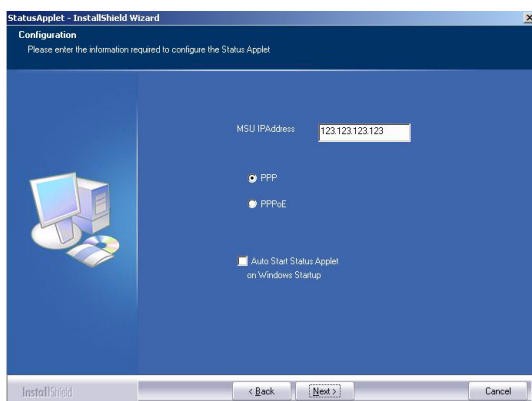 StatusApplet - InstallShield Wizard
Configuration
Please enter the information required to configure the Status Applet
MSU IPAddress
123.123.123.123
PPP
PPPoE
Auto Start Status Applet
on Windows Startup
InstallShield
< Back
Next >
Cancel